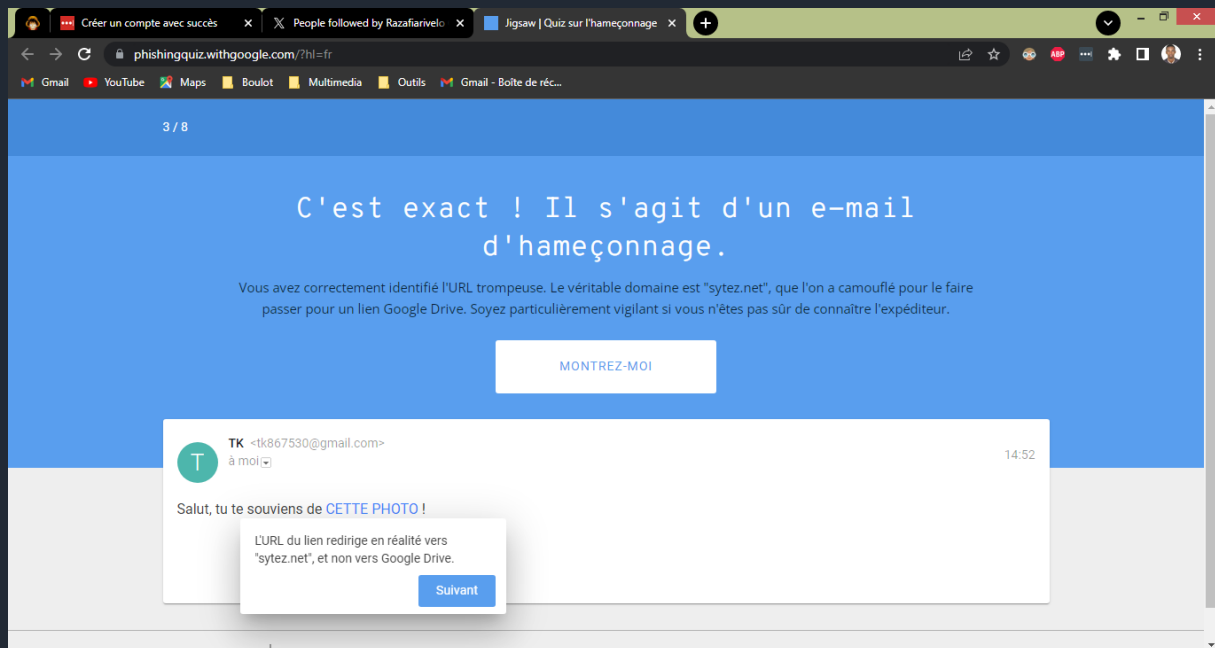 Créer un compte avec succès
People followed by Razafiarivelo
Jigsaw | Quiz sur l'hameçonnage
phishingquiz.withgoogle.com/?hl=fr
ABP
Gmail
YouTube
Maps
Boulot
Multimedia
Outils
Gmail - Boîte de réc...
3 / 8
C'est exact ! Il s'agit d'un e-mail
d'hameçonnage.
Vous avez correctement identifié l'URL trompeuse. Le véritable domaine est "sytez.net", que l'on a camouflé pour le faire
passer pour un lien Google Drive. Soyez particulièrement vigilant si vous n'êtes pas sûr de connaître l'expéditeur.
MONTREZ-MOI
T
TK <tk867530@gmail.com>
à moi
14:52
Salut, tu te souviens de CETTE PHOTO !
L'URL du lien redirige en réalité vers
"sytez.net", et non vers Google Drive.
Suivant